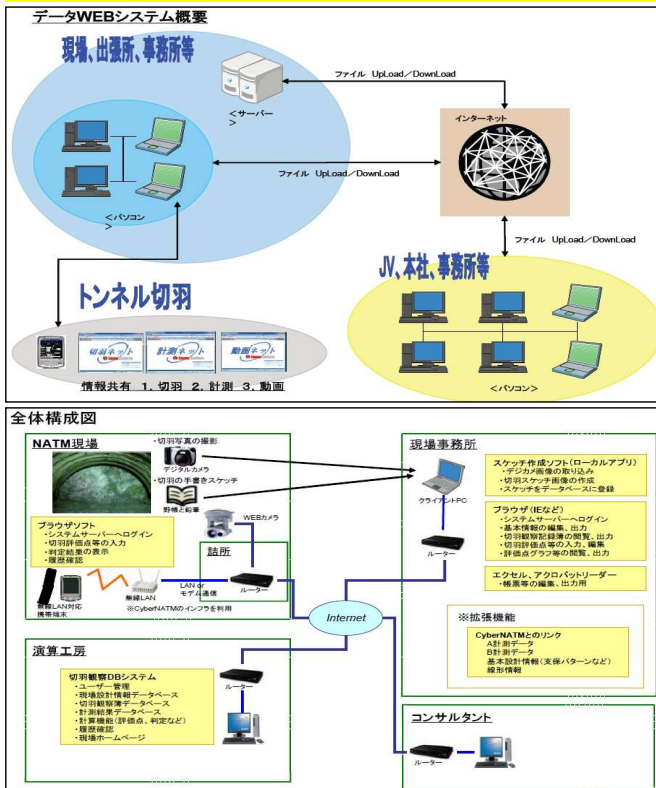 データWEBシステム概要
現場、出張所、事務所等
ファイル UpLoad/DownLoad
<サーバー
>
インターネット
ファイル UpLoad/DownLoad
<パソコン
>
ファイル UpLoad/DownLoad
JV、本社、事務所等
トンネル切羽
切羽ネット
計測ネット
動画ネット
<パソコン>
情報共有 1, 切羽 2, 計測 3, 動画
全体構成図
NATM現場
・切羽写真の撮影
デジタルカメラ
・切羽の手書きスケッチ
野帳と鉛筆
WEBカメラ
ブラウザソフト
・システムサーバーへログイン
・切羽評価点等の入力
・判定結果の表示
・履歴確認
詰所
無線LAN
LAN or
モデム通信
ルーター
無線LAN対応
携帯端末
※CyberNATMのインフラを利用
Internet
現場事務所
クライアントPC
ルーター
スケッチ作成ソフト(ローカルアプリ)
・デジカメ画像の取り込み
・切羽スケッチ画像の作成
・スケッチをデータベースに登録
ブラウザ(IEなど)
・システムサーバーへログイン
・基本情報の編集、出力
・切羽観察記録簿の閲覧、出力
・切羽評価点等の入力、編集
・評価点グラフ等の閲覧、出力
エクセル、アクロバットリーダー
・帳票等の編集、出力用
※拡張機能
CyberNATMとのリンク
A計測データ
B計測データ
基本設計情報(支保パターンなど)
線形情報
演算工房
切羽観察DBシステム
・ユーザー管理
・現場設計情報データベース
・切羽観察簿データベース
・計測結果データベース
・計算機能(評価点、判定など)
・履歴確認
・現場ホームページ
ルーター
コンサルタント
ルーター